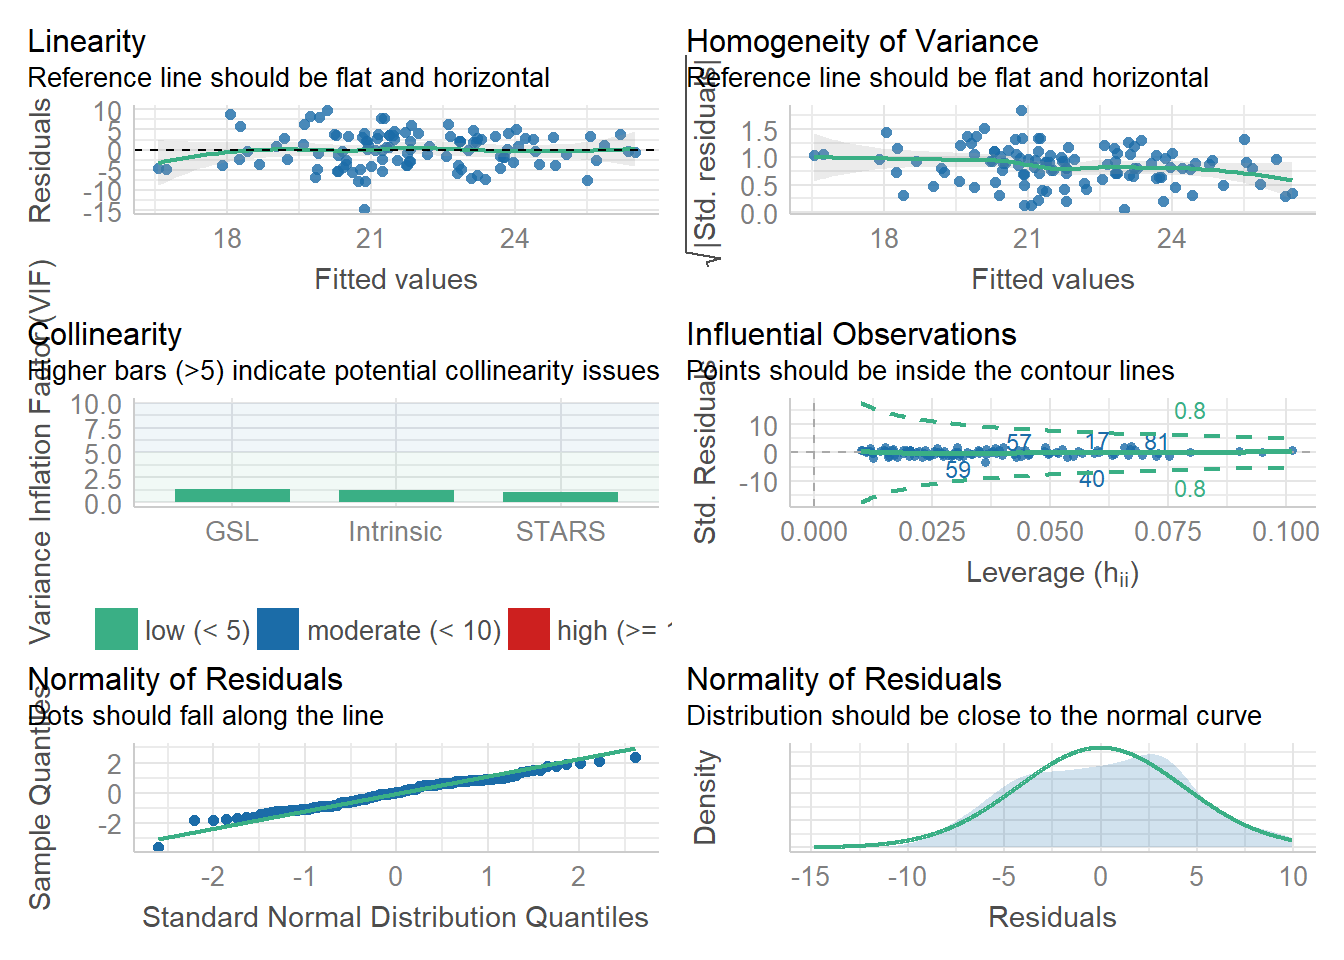 Linearity
Reference line should be flat and horizontal
Residuals
10
5
0
-5
-10
-15
18 21 24
Fitted values
Homogeneity of Variance
Reference line should be flat and horizontal
√|Std. residuals|
1.5
1.0
0.5
0.0
18 21 24
Fitted values
Collinearity
Higher bars (>5) indicate potential collinearity issues
Variance Inflation Factor (VIF)
10.0
7.5
5.0
2.5
0.0
GSL Intrinsic STARS
low (< 5) moderate (< 10) high (>= 1
Influential Observations
Points should be inside the contour lines
Std. Residuals
10
0
-10
0.8
57 17 81
59 40
0.8
0.000 0.025 0.050 0.075 0.100
Leverage (hii)
Normality of Residuals
Dots should fall along the line
Sample Quantiles
2
0
-2
-2 -1 0 1 2
Standard Normal Distribution Quantiles
Normality of Residuals
Distribution should be close to the normal curve
Density
-15 -10 -5 0 5 10
Residuals